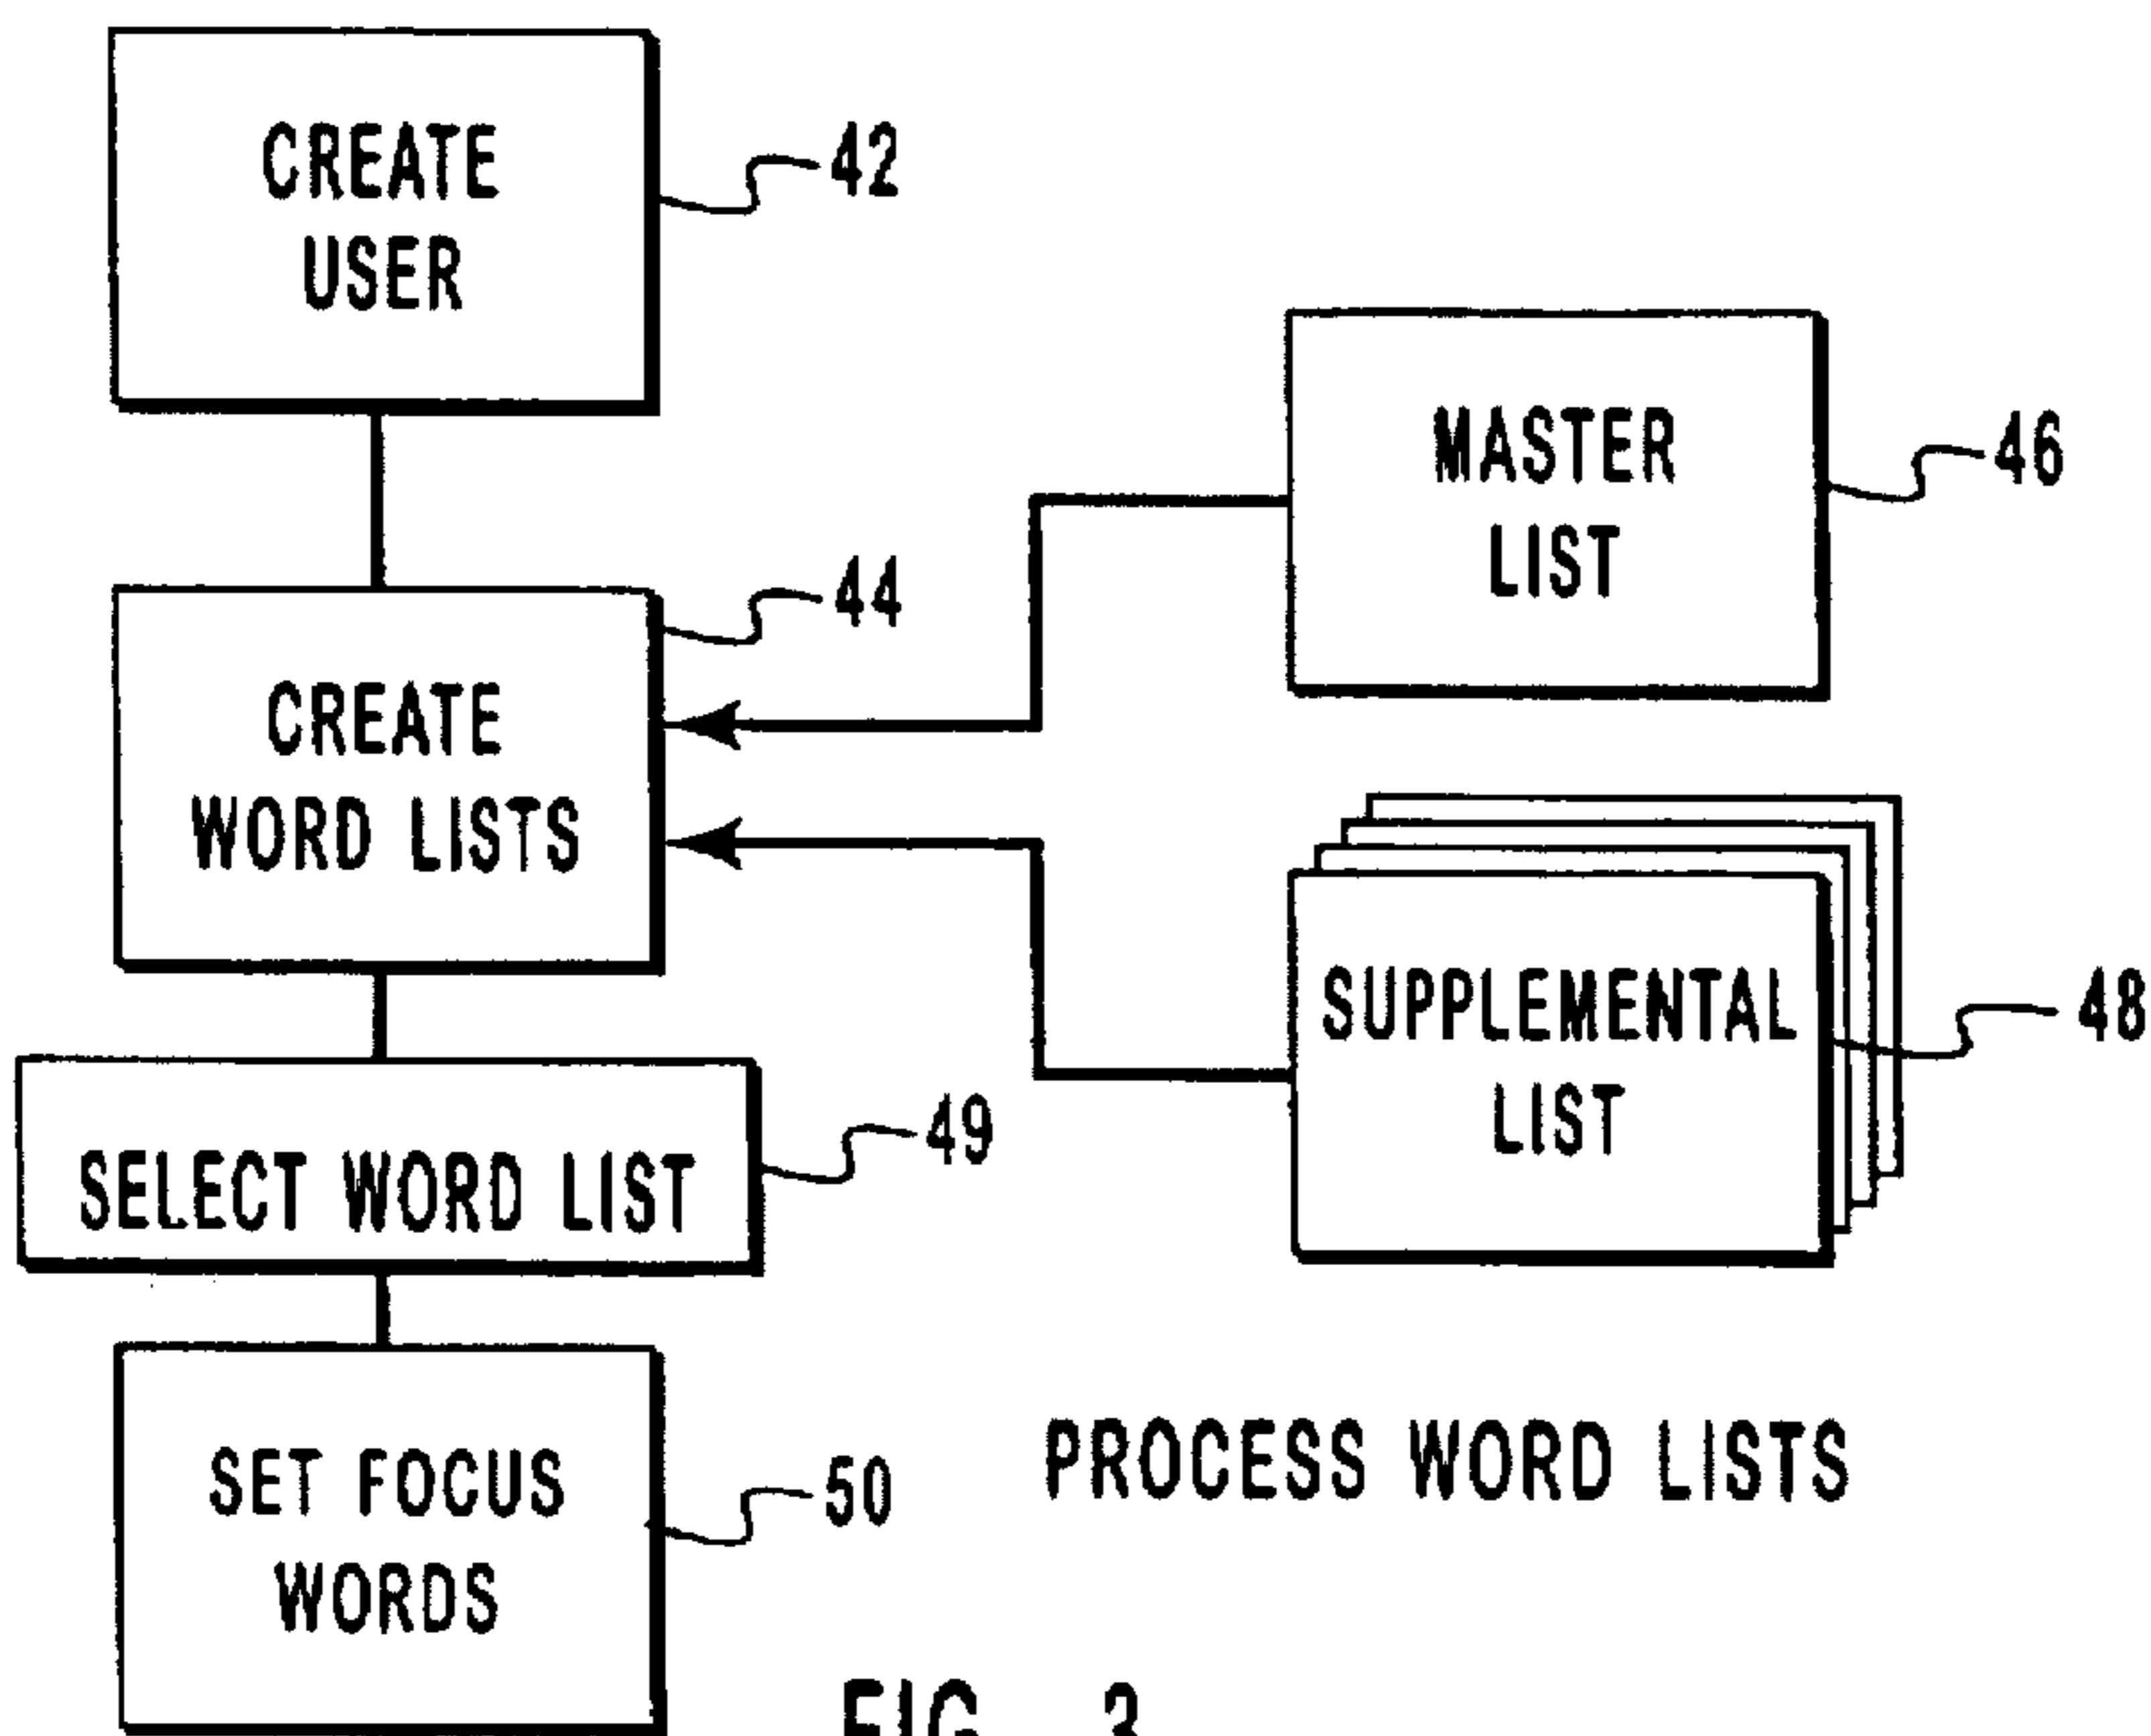 CREATE
USER
42
MASTER
LIST
46
44
CREATE
WORD LISTS
SUPPLEMENTAL
LIST
48
49
SELECT WORD LIST
SET FOCUS
WORDS
50
PROCESS WORD LISTS
FIG.